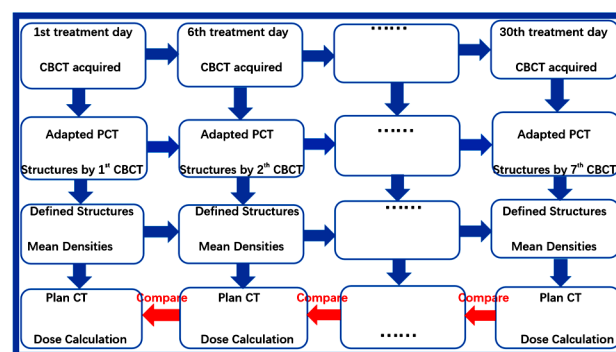 1st treatment day
CBCT acquired
6th treatment day
CBCT acquired
……
30th treatment day
CBCT acquired
Adapted PCT
Structures by 1st CBCT
Adapted PCT
Structures by 2th CBCT
……
Adapted PCT
Structures by 7th CBCT
Defined Structures
Mean Densities
Defined Structures
Mean Densities
……
Defined Structures
Mean Densities
Plan CT
Dose Calculation
Compare
Plan CT
Dose Calculation
Compare
……
Compare
Plan CT
Dose Calculation